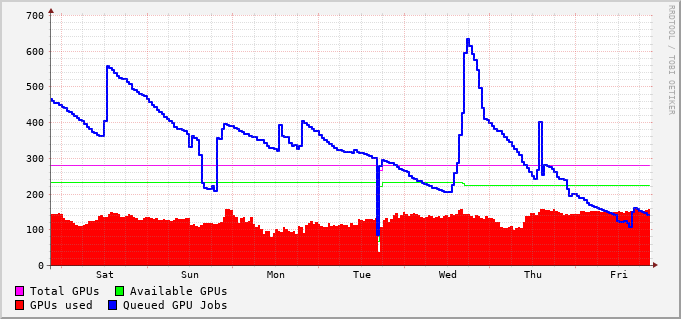 700
600
500
400
300
200
100
0
Sat Sun Mon Tue Wed Thu Fri
Total GPUs Available GPUs
GPUs used Queued GPU Jobs
RRDTOOL / TOBI OETIKER